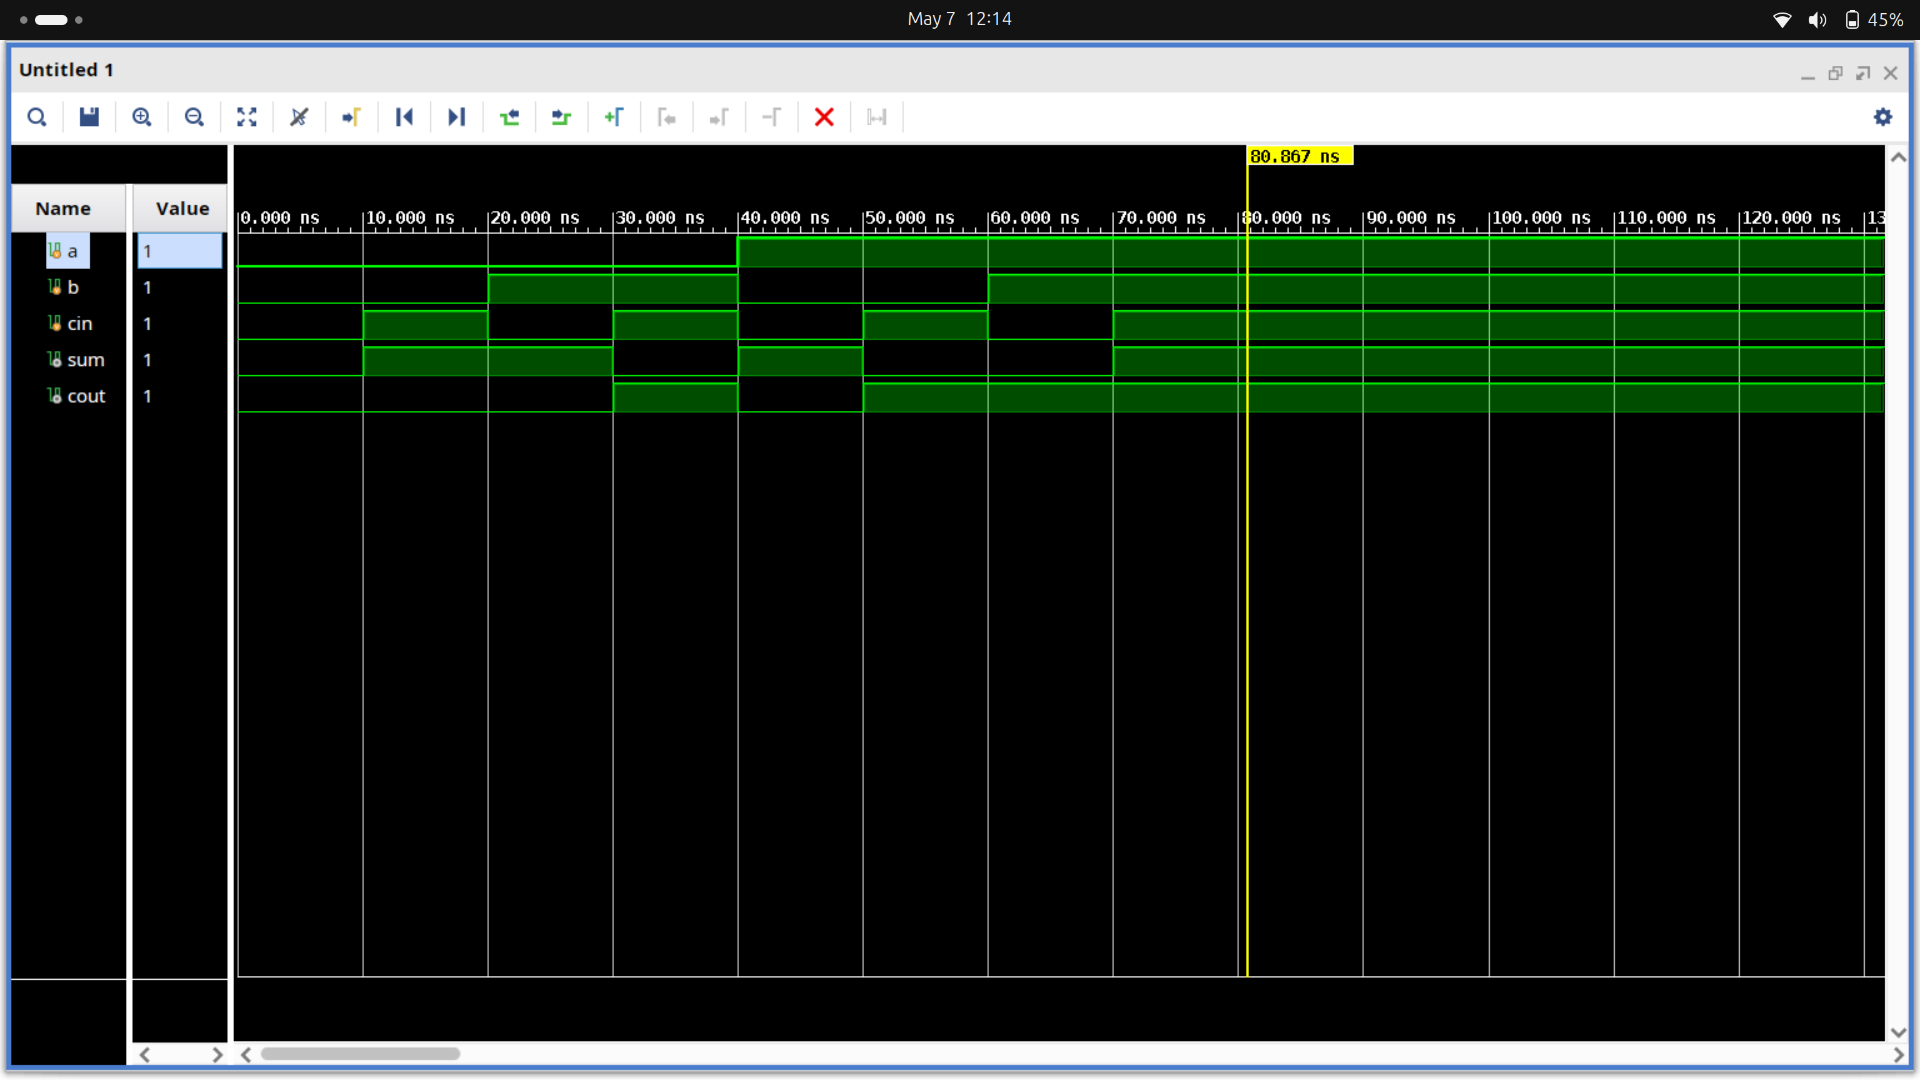 May 7 12:14
45%
Untitled 1
80.867 ns
Name Value
0.000 ns 10.000 ns 20.000 ns 30.000 ns 40.000 ns 50.000 ns 60.000 ns 70.000 ns 80.000 ns 90.000 ns 100.000 ns 110.000 ns 120.000 ns 13
a 1
b 1
cin 1
sum 1
cout 1